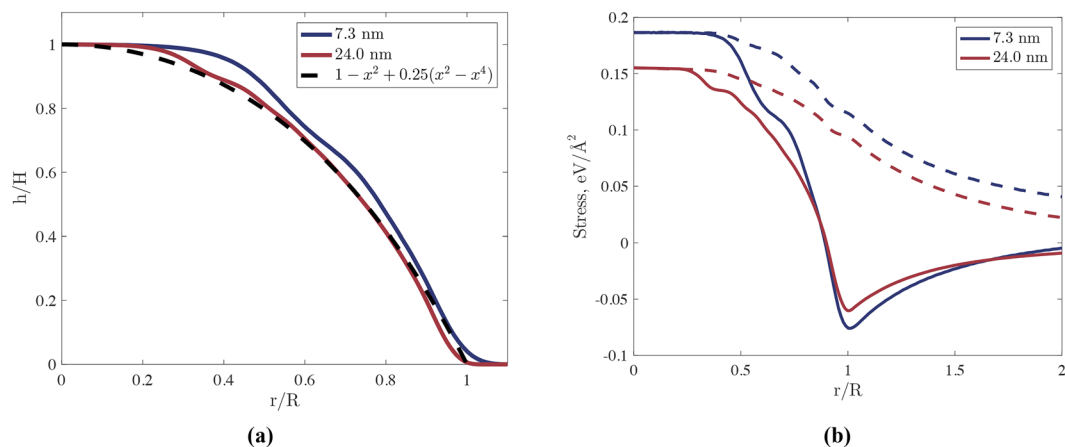 1
0.8
0.6
0.4
0.2
0
h/H
0 0.2 0.4 0.6 0.8 1
r/R
7.3 nm
24.0 nm
1 − x² + 0.25(x² − x⁴)
(a)
0.2
0.15
0.1
0.05
0
-0.05
-0.1
Stress, eV/Å²
0 0.5 1 1.5 2
r/R
7.3 nm
24.0 nm
(b)